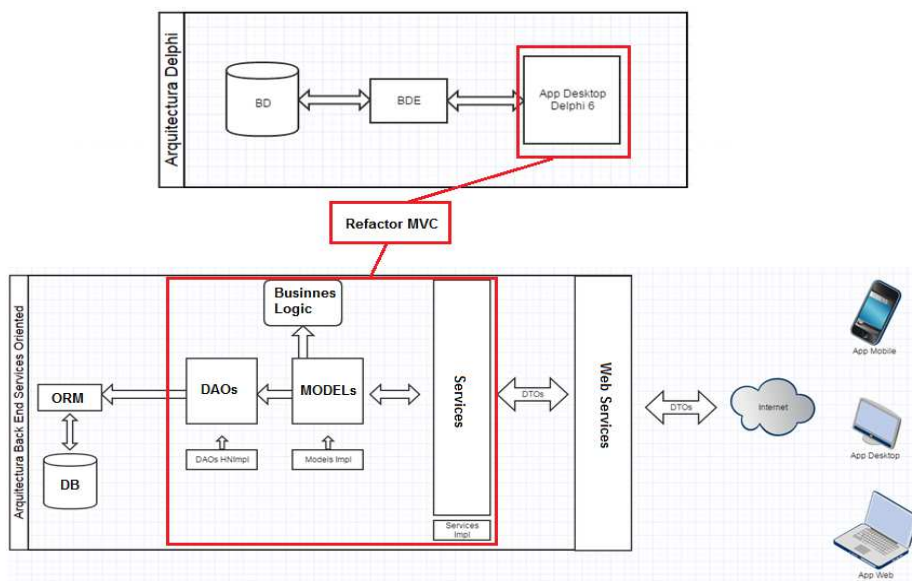 Arquitectura Delphi
BD
BDE
App Desktop
Delphi 6
Refactor MVC
Arquitectura Back End Services Oriented
Businnes
Logic
ORM
DAOs
MODELs
Services
DTOs
Web Services
DTOs
Internet
App Mobile
App Desktop
App Web
DB
DAOs HNImpl
Models Impl
Services
Impl